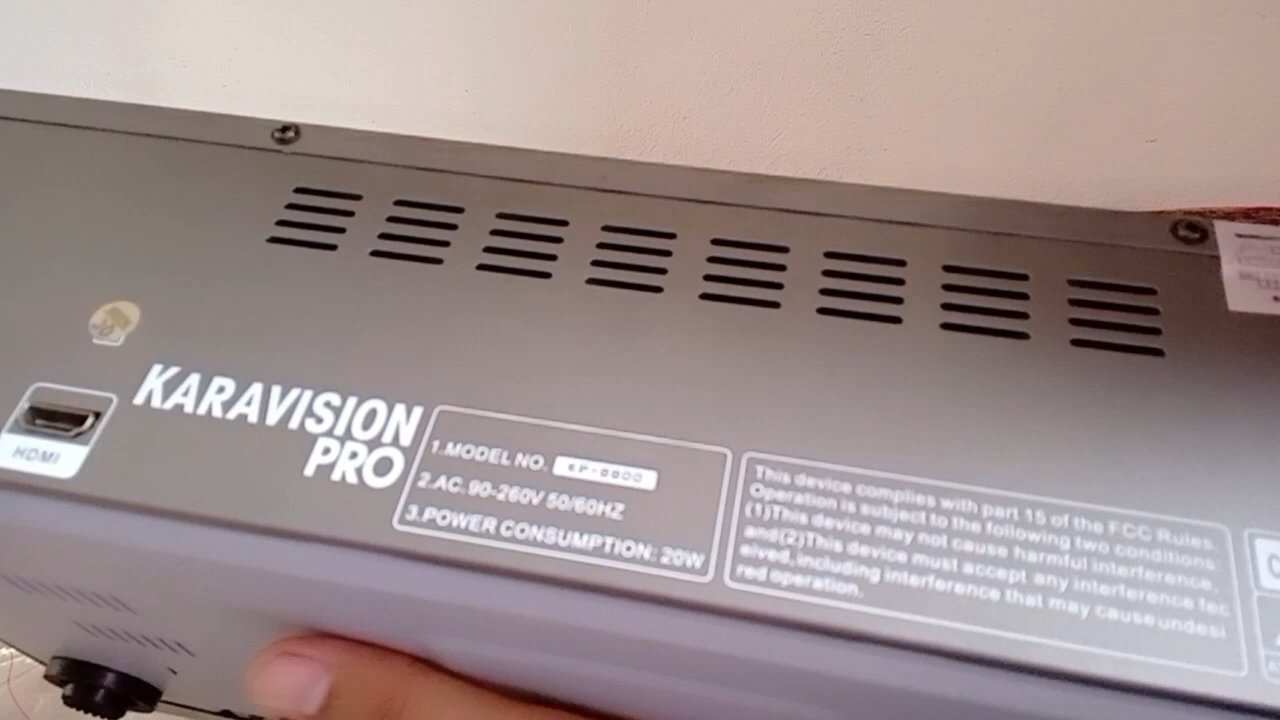 HDMI
KARAVISION
PRO
1.MODEL NO.
2.AC.90-260V 50/60HZ
3.POWER CONSUMPTION: 20W
This device complies with part 15 of the FCC Rules.
Operation is subject to the following two conditions
(1)This device may not cause harmful interference,
and(2)This device must accept any interference rec
eived, including interference that may cause undesi
red operation.